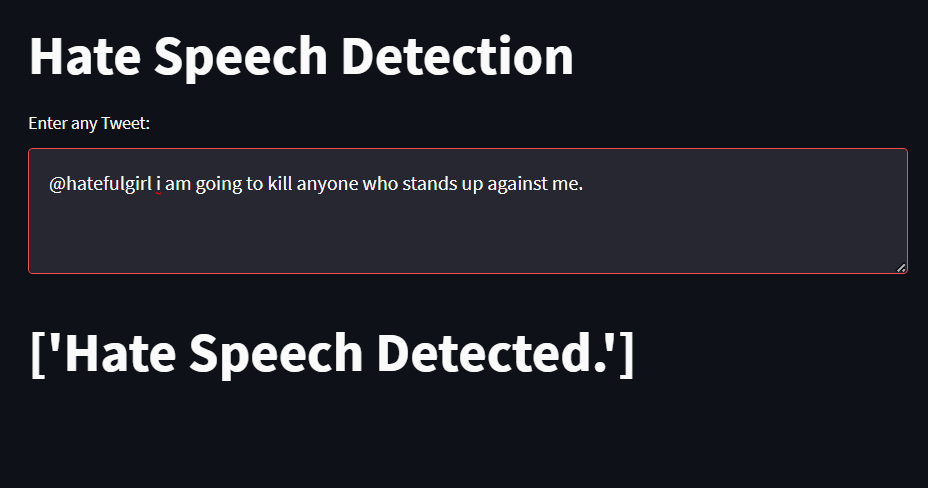 Hate Speech Detection
Enter any Tweet:
@hatefulgirl i am going to kill anyone who stands up against me.
['Hate Speech Detected.']